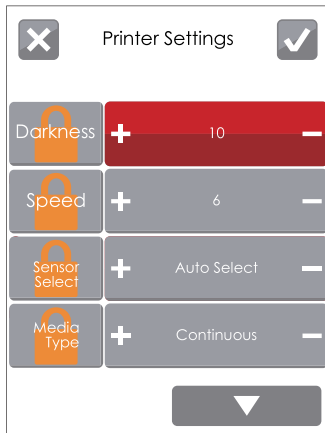 Printer Settings
Darkness
10
Speed
6
Sensor
Select
Auto Select
Media
Type
Continuous